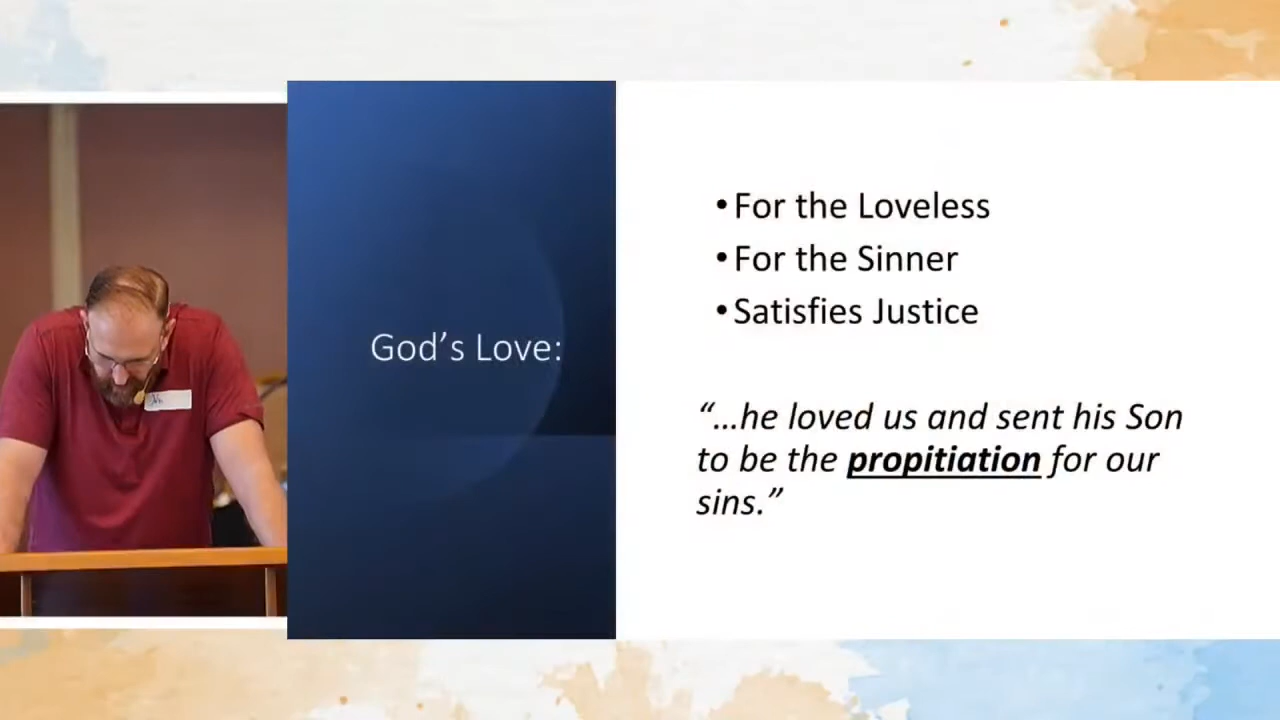 God’s Love:
•For the Loveless
•For the Sinner
•Satisfies Justice
“…he loved us and sent his Son
to be the propitiation for our
sins.”